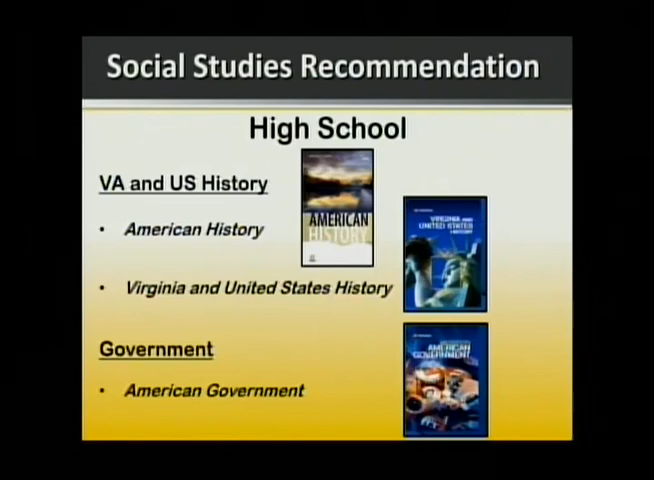 Social Studies Recommendation
High School
VA and US History
• American History
• Virginia and United States History
Government
• American Government
AMERICAN
HISTORY
VIRGINIA AND
UNITED STATES
HISTORY
AMERICAN
GOVERNMENT